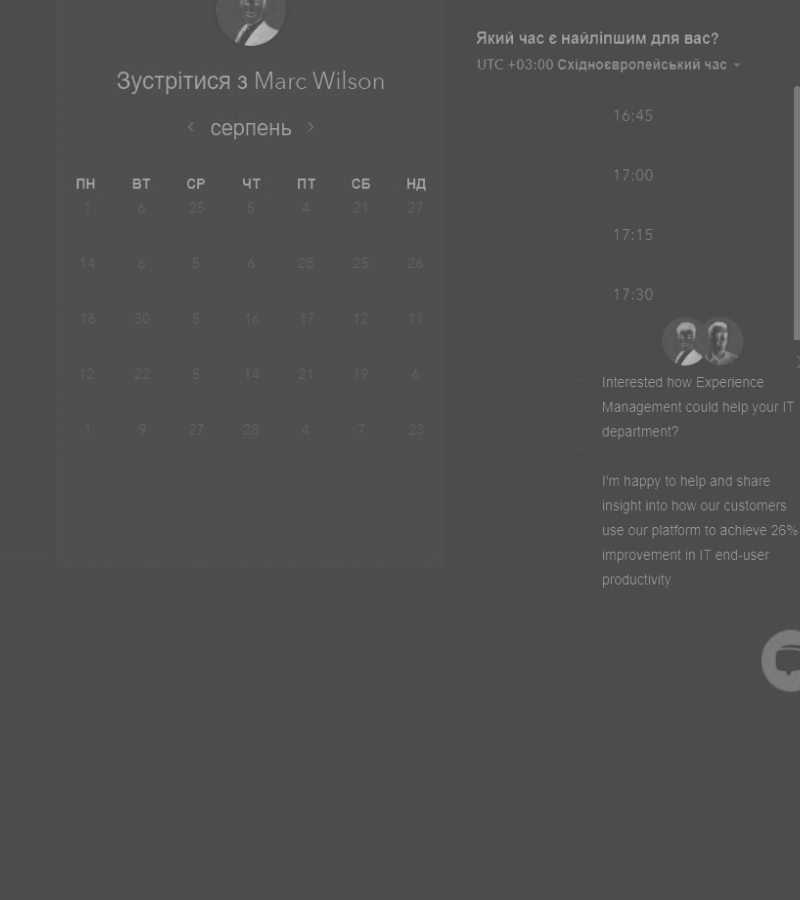 Зустрітися з Marc Wilson
серпень
ПН ВТ СР ЧТ ПТ СБ НД
1 6 25 5 4 21 27
14 6 5 6 28 25 26
16 30 5 16 17 12 11
12 22 5 14 21 19 6
1 9 27 28 4 7 23
Який час є найліпшим для вас?
UTC +03:00 Східноєвропейський час
16:45
17:00
17:15
17:30
Interested how Experience
Management could help your IT
department?
I'm happy to help and share
insight into how our customers
use our platform to achieve 26%
improvement in IT end-user
productivity.